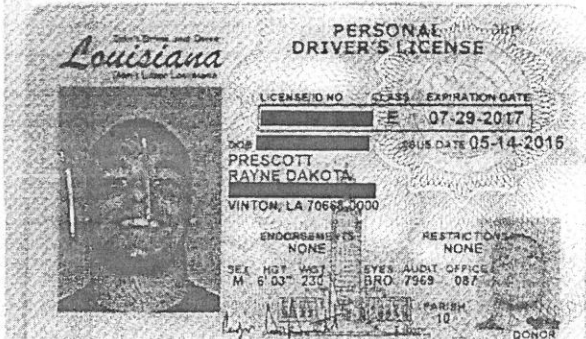 Louisiana
PERSONAL
DRIVER'S LICENSE
LICENSE/ID NO CLASS EXPIRATION DATE
E 07-29-2017
DOB
ISSUE DATE 05-14-2015
PRESCOTT
RAYNE DAKOTA
VINTON, LA 70668-0000
ENDORSEMENTS RESTRICTIONS
NONE NONE
SEX HGT WGT EYES AUDIT OFFICE
M 6'03" 230 BRO 7969 087
PARISH
10
DONOR